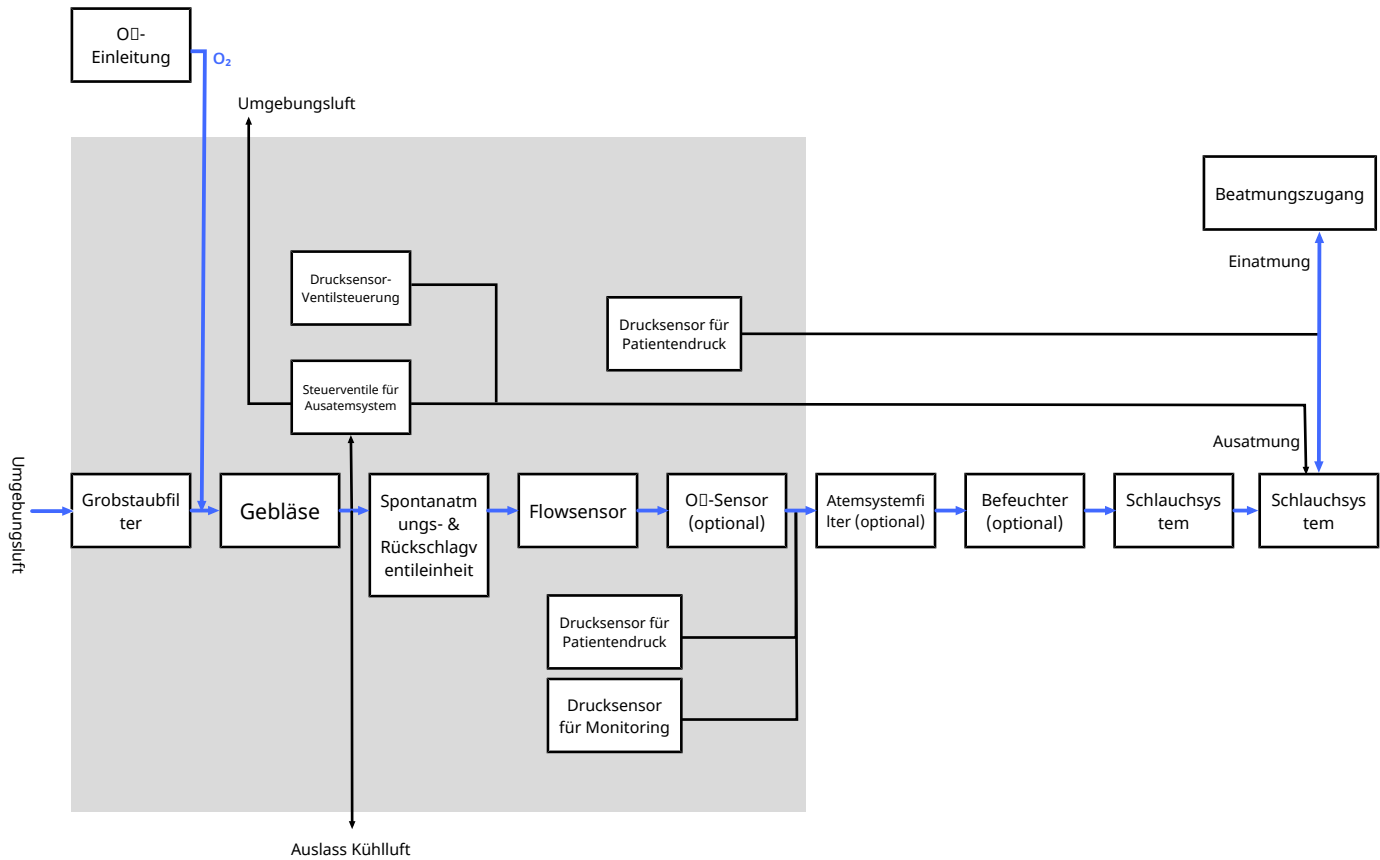 O▯-
Einleitung
O₂
Umgebungsluft
Beatmungszugang
Einatmung
Drucksensor-
Ventilsteuerung
Drucksensor für
Patientendruck
Steuerventile für
Ausatemsystem
Ausatmung
Umgebungsluft
Grobstaubfil
ter
Gebläse
Spontanatm
ungs- &
Rückschlagv
entileinheit
Flowsensor
O▯-Sensor
(optional)
Atemsystemfi
lter (optional)
Befeuchter
(optional)
Schlauchsys
tem
Schlauchsys
tem
Drucksensor für
Patientendruck
Drucksensor
für Monitoring
Auslass Kühlluft